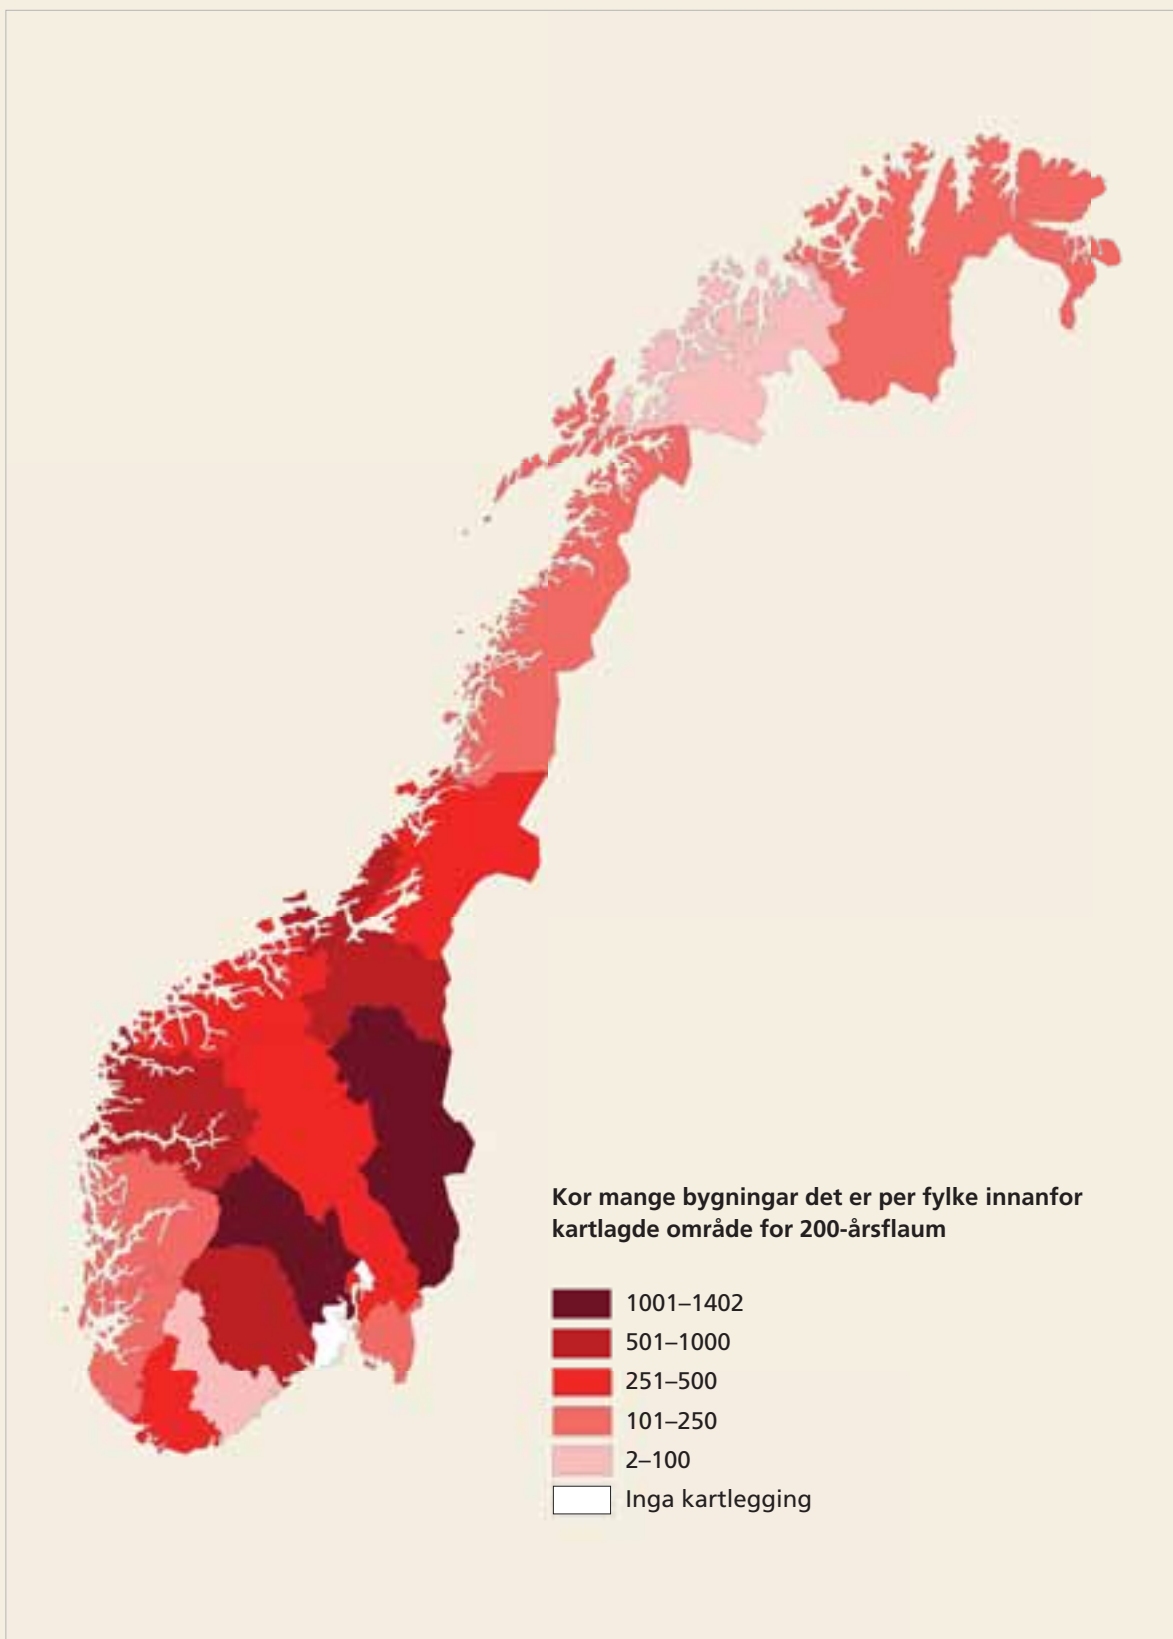 Kor mange bygningar det er per fylke innanfor
kartlagde område for 200-årsflaum
1001–1402
501–1000
251–500
101–250
2–100
Inga kartlegging